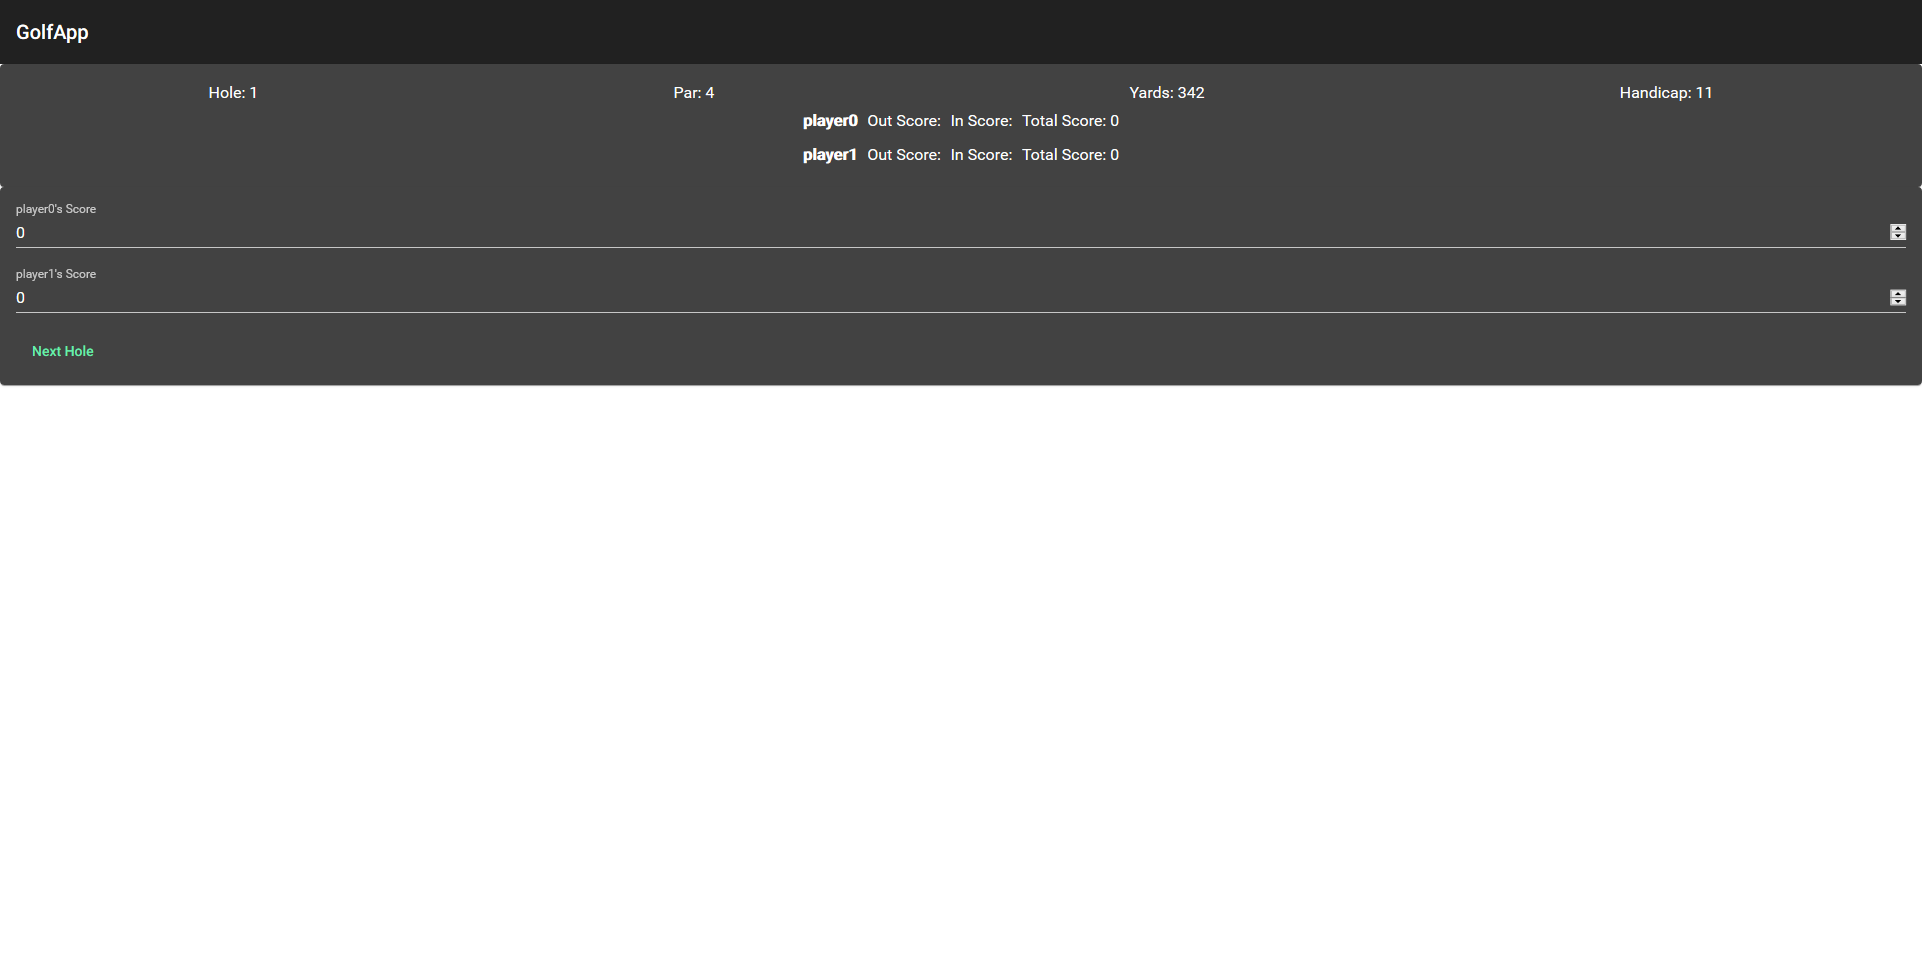 GolfApp
Hole: 1 Par: 4 Yards: 342 Handicap: 11
player0 Out Score: In Score: Total Score: 0
player1 Out Score: In Score: Total Score: 0
player0's Score
0
player1's Score
0
Next Hole